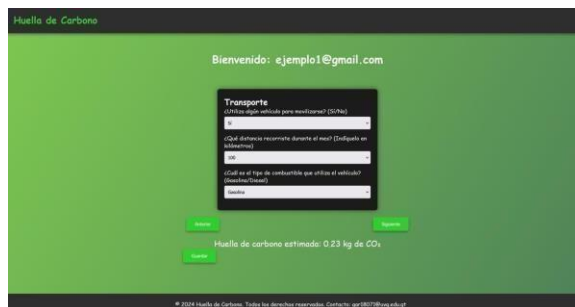 Huella de Carbono
Bienvenido: ejemplo1@gmail.com
Transporte
¿Utiliza algún vehículo para movilizarse? (Sí/No)
Sí
¿Qué distancia recorriste durante el mes? (Indíquelo en
kilómetros)
100
¿Cuál es el tipo de combustible que utiliza el vehículo?
(Gasolina/Diesel)
Gasolina
Anterior
Siguiente
Huella de carbono estimada: 0.23 kg de CO₂
Guardar
© 2024 Huella de Carbono. Todos los derechos reservados. Contacto: